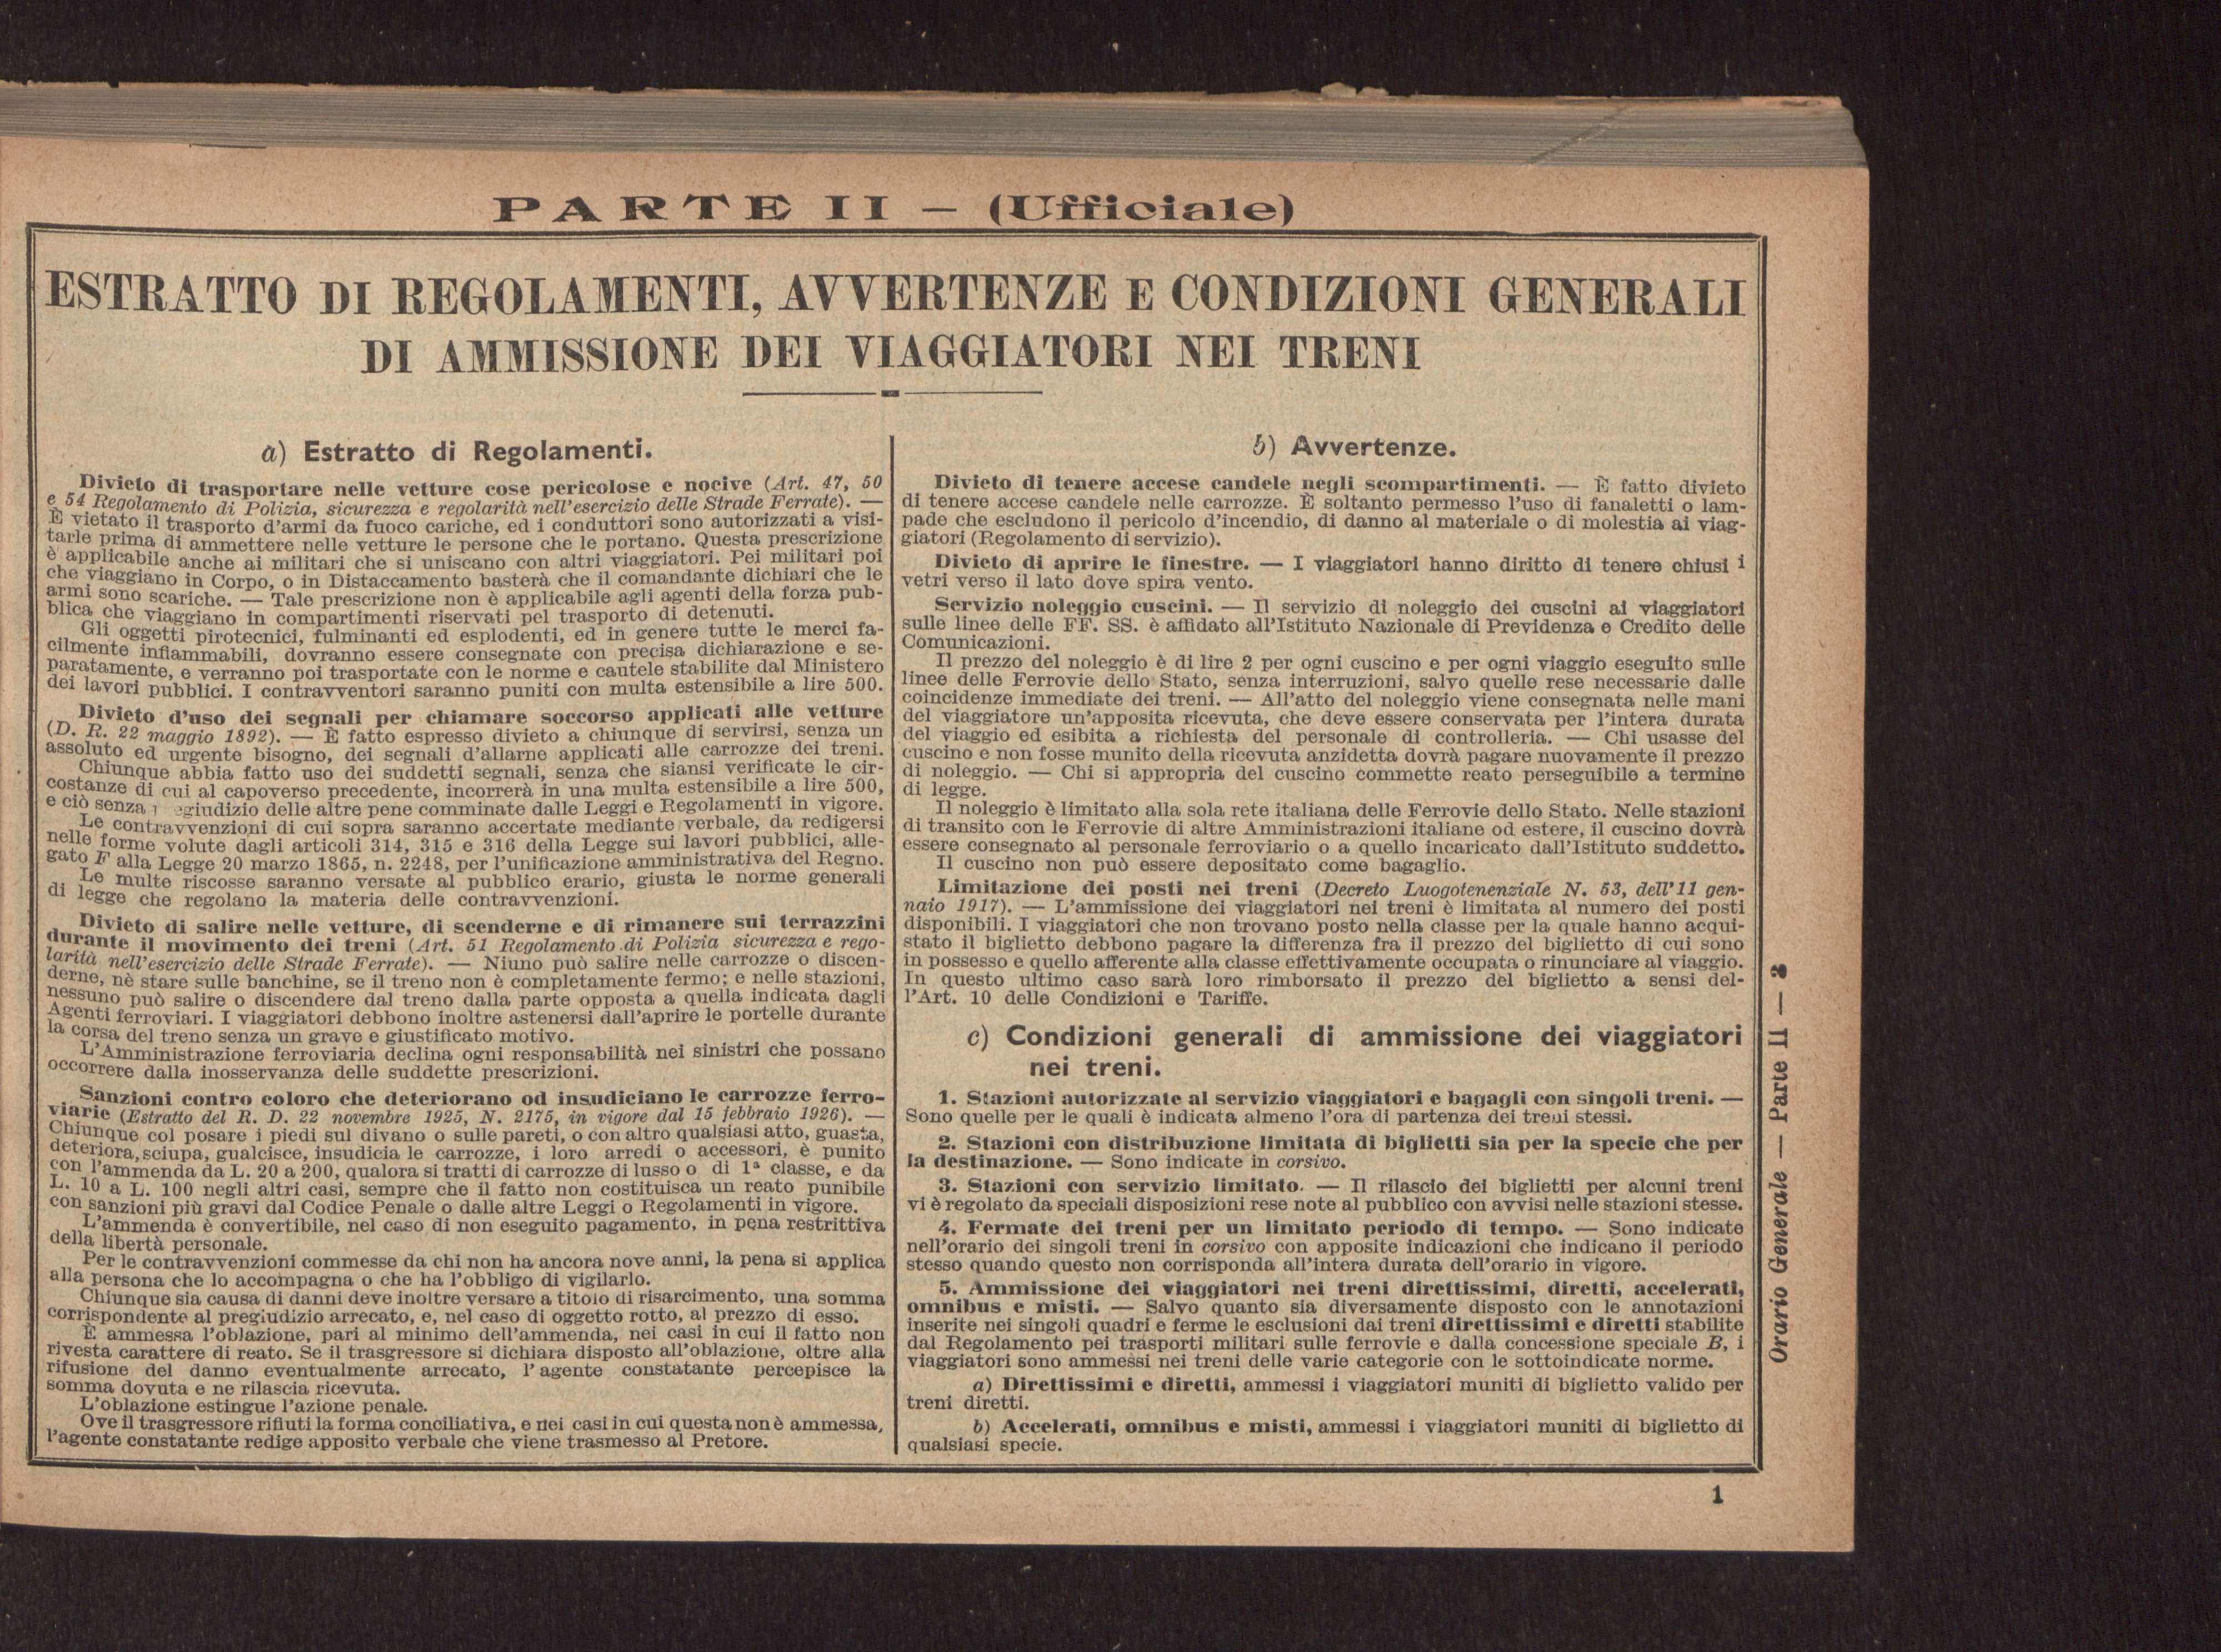 PARTE II — (Ufficiale)
ESTRATTO DI REGOLAMENTI, AVVERTENZE E CONDIZIONI GENERALI
DI AMMISSIONE DEI VIAGGIATORI NEI TRENI
a) Estratto di Regolamenti.
Divieto di trasportare nelle vetture cose pericolose e nocive (Art. 47, 50
e 54 Regolamento di Polizia, sicurezza e regolarità nell'esercizio delle Strade Ferrate). —
È vietato il trasporto d'armi da fuoco cariche, ed i conduttori sono autorizzati a visi-
tarle prima di ammettere nelle vetture le persone che le portano. Questa prescrizione
è applicabile anche ai militari che si uniscano con altri viaggiatori. Pei militari poi
che viaggiano in Corpo, o in Distaccamento basterà che il comandante dichiari che le
armi sono scariche. — Tale prescrizione non è applicabile agli agenti della forza pub-
blica che viaggiano in compartimenti riservati pel trasporto di detenuti.
Gli oggetti pirotecnici, fulminanti ed esplodenti, ed in genere tutte le merci fa-
cilmente infiammabili, dovranno essere consegnate con precisa dichiarazione e se-
paratamente, e verranno poi trasportate con le norme e cautele stabilite dal Ministero
dei lavori pubblici. I contravventori saranno puniti con multa estensibile a lire 500.
Divieto d'uso dei segnali per chiamare soccorso applicati alle vetture
(D. R. 22 maggio 1892). — È fatto espresso divieto a chiunque di servirsi, senza un
assoluto ed urgente bisogno, dei segnali d'allarne applicati alle carrozze dei treni.
Chiunque abbia fatto uso dei suddetti segnali, senza che siansi verificate le cir-
costanze di cui al capoverso precedente, incorrerà in una multa estensibile a lire 500,
e ciò senza egiudizio delle altre pene comminate dalle Leggi e Regolamenti in vigore.
Le contravvenzioni di cui sopra saranno accertate mediante verbale, da redigersi
nelle forme volute dagli articoli 314, 315 e 316 della Legge sui lavori pubblici, alle-
gato F alla Legge 20 marzo 1865, n. 2248, per l'unificazione amministrativa del Regno.
Le multe riscosse saranno versate al pubblico erario, giusta le norme generali
di legge che regolano la materia delle contravvenzioni.
Divieto di salire nelle vetture, di scenderne e di rimanere sui terrazzini
durante il movimento dei treni (Art. 51 Regolamento di Polizia sicurezza e rego-
larità nell'esercizio delle Strade Ferrate). — Niuno può salire nelle carrozze o discen-
derne, nè stare sulle banchine, se il treno non è completamente fermo; e nelle stazioni,
nessuno può salire o discendere dal treno dalla parte opposta a quella indicata dagli
Agenti ferroviari. I viaggiatori debbono inoltre astenersi dall'aprire le portelle durante
la corsa del treno senza un grave e giustificato motivo.
L'Amministrazione ferroviaria declina ogni responsabilità nei sinistri che possano
occorrere dalla inosservanza delle suddette prescrizioni.
Sanzioni contro coloro che deteriorano od insudiciano le carrozze ferro-
viarie (Estratto del R. D. 22 novembre 1925, N. 2175, in vigore dal 15 febbraio 1926). —
Chiunque col posare i piedi sul divano o sulle pareti, o con altro qualsiasi atto, guasta,
deteriora, sciupa, gualcisce, insudicia le carrozze, i loro arredi o accessori, è punito
con l'ammenda da L. 20 a 200, qualora si tratti di carrozze di lusso o di 1ª classe, e da
L. 10 a L. 100 negli altri casi, sempre che il fatto non costituisca un reato punibile
con sanzioni più gravi dal Codice Penale o dalle altre Leggi o Regolamenti in vigore.
L'ammenda è convertibile, nel caso di non eseguito pagamento, in pena restrittiva
della libertà personale.
Per le contravvenzioni commesse da chi non ha ancora nove anni, la pena si applica
alla persona che lo accompagna o che ha l'obbligo di vigilarlo.
Chiunque sia causa di danni deve inoltre versare a titolo di risarcimento, una somma
corrispondente al pregiudizio arrecato, e, nel caso di oggetto rotto, al prezzo di esso.
È ammessa l'oblazione, pari al minimo dell'ammenda, nei casi in cui il fatto non
rivesta carattere di reato. Se il trasgressore si dichiara disposto all'oblazione, oltre alla
rifusione del danno eventualmente arrecato, l'agente constatante percepisce la
somma dovuta e ne rilascia ricevuta.
L'oblazione estingue l'azione penale.
Ove il trasgressore rifiuti la forma conciliativa, e nei casi in cui questa non è ammessa,
l'agente constatante redige apposito verbale che viene trasmesso al Pretore.
b) Avvertenze.
Divieto di tenere accese candele negli scompartimenti. — È fatto divieto
di tenere accese candele nelle carrozze. È soltanto permesso l'uso di fanaletti o lam-
pade che escludono il pericolo d'incendio, di danno al materiale o di molestia ai viag-
giatori (Regolamento di servizio).
Divieto di aprire le finestre. — I viaggiatori hanno diritto di tenere chiusi i
vetri verso il lato dove spira vento.
Servizio noleggio cuscini. — Il servizio di noleggio dei cuscini ai viaggiatori
sulle linee delle FF. SS. è affidato all'Istituto Nazionale di Previdenza e Credito delle
Comunicazioni.
Il prezzo del noleggio è di lire 2 per ogni cuscino e per ogni viaggio eseguito sulle
linee delle Ferrovie dello Stato, senza interruzioni, salvo quelle rese necessarie dalle
coincidenze immediate dei treni. — All'atto del noleggio viene consegnata nelle mani
del viaggiatore un'apposita ricevuta, che deve essere conservata per l'intera durata
del viaggio ed esibita a richiesta del personale di controlleria. — Chi usasse del
cuscino e non fosse munito della ricevuta anzidetta dovrà pagare nuovamente il prezzo
di noleggio. — Chi si appropria del cuscino commette reato perseguibile a termine
di legge.
Il noleggio è limitato alla sola rete italiana delle Ferrovie dello Stato. Nelle stazioni
di transito con le Ferrovie di altre Amministrazioni italiane od estere, il cuscino dovrà
essere consegnato al personale ferroviario o a quello incaricato dall'Istituto suddetto.
Il cuscino non può essere depositato come bagaglio.
Limitazione dei posti nei treni (Decreto Luogotenenziale N. 53, dell'11 gen-
naio 1917). — L'ammissione dei viaggiatori nei treni è limitata al numero dei posti
disponibili. I viaggiatori che non trovano posto nella classe per la quale hanno acqui-
stato il biglietto debbono pagare la differenza fra il prezzo del biglietto di cui sono
in possesso e quello afferente alla classe effettivamente occupata o rinunciare al viaggio.
In questo ultimo caso sarà loro rimborsato il prezzo del biglietto a sensi del-
l'Art. 10 delle Condizioni e Tariffe.
c) Condizioni generali di ammissione dei viaggiatori
nei treni.
1. Stazioni autorizzate al servizio viaggiatori e bagagli con singoli treni. —
Sono quelle per le quali è indicata almeno l'ora di partenza dei treni stessi.
2. Stazioni con distribuzione limitata di biglietti sia per la specie che per
la destinazione. — Sono indicate in corsivo.
3. Stazioni con servizio limitato. — Il rilascio dei biglietti per alcuni treni
vi è regolato da speciali disposizioni rese note al pubblico con avvisi nelle stazioni stesse.
4. Fermate dei treni per un limitato periodo di tempo. — Sono indicate
nell'orario dei singoli treni in corsivo con apposite indicazioni che indicano il periodo
stesso quando questo non corrisponda all'intera durata dell'orario in vigore.
5. Ammissione dei viaggiatori nei treni direttissimi, diretti, accelerati,
omnibus e misti. — Salvo quanto sia diversamente disposto con le annotazioni
inserite nei singoli quadri e ferme le esclusioni dai treni direttissimi e diretti stabilite
dal Regolamento pei trasporti militari sulle ferrovie e dalla concessione speciale B, i
viaggiatori sono ammessi nei treni delle varie categorie con le sottoindicate norme.
a) Direttissimi e diretti, ammessi i viaggiatori muniti di biglietto valido per
treni diretti.
b) Accelerati, omnibus e misti, ammessi i viaggiatori muniti di biglietto di
qualsiasi specie.
Orario Generale — Parte II —
1